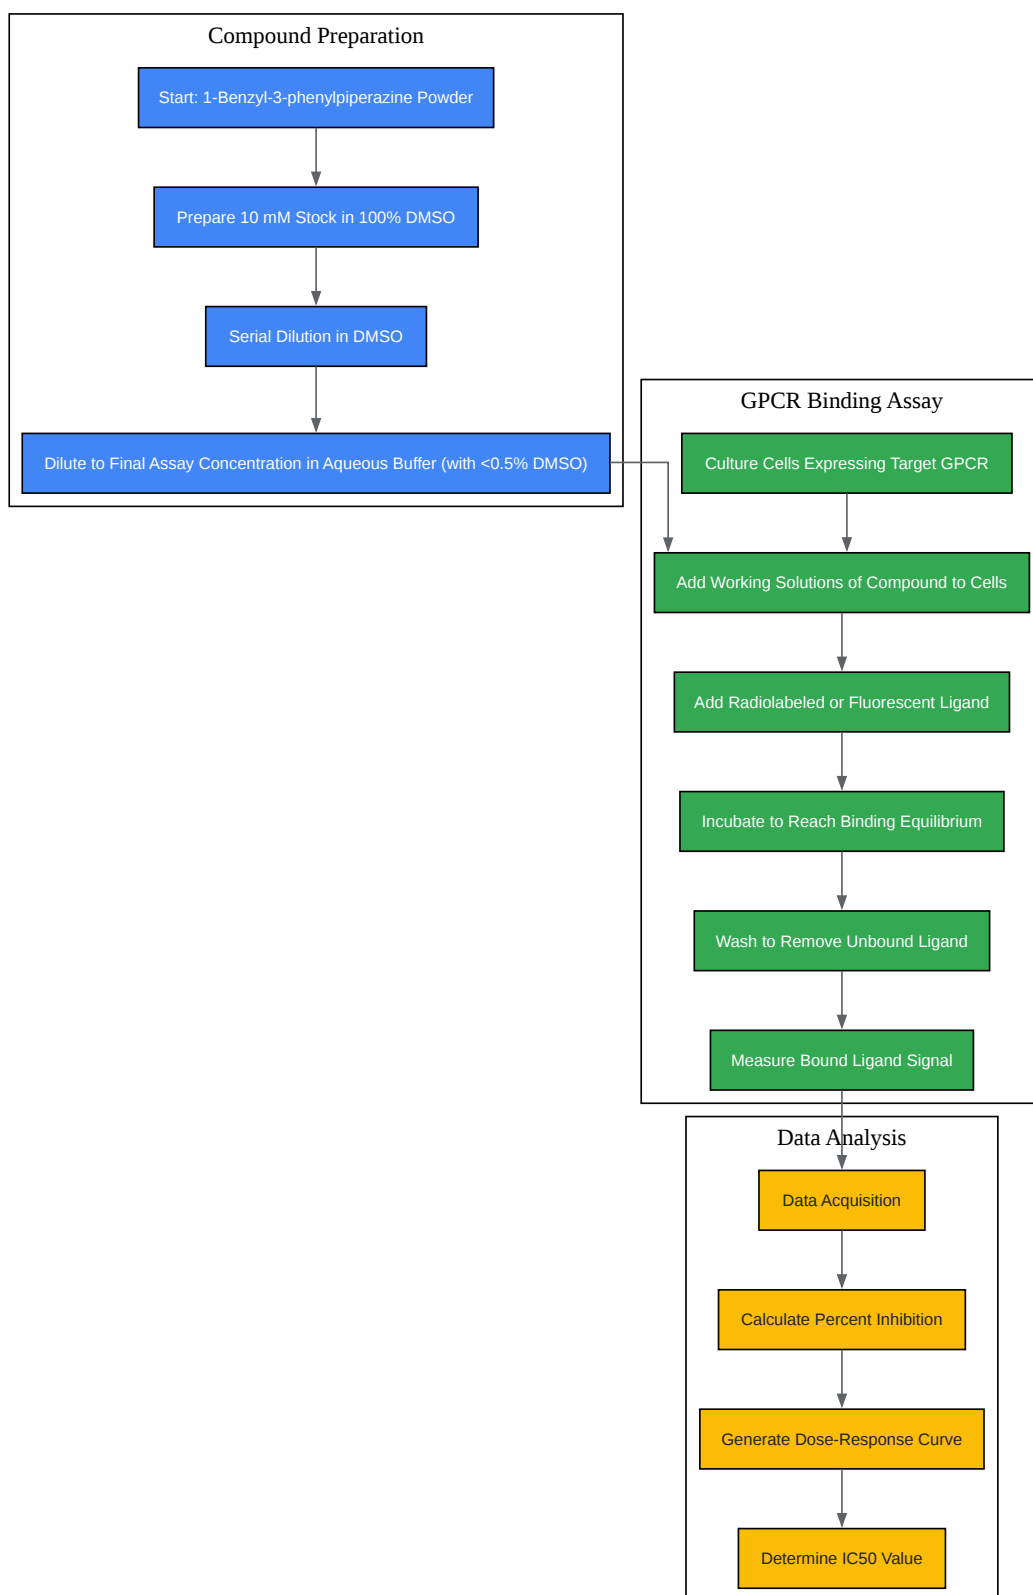 Compound Preparation
Start: 1-Benzyl-3-phenylpiperazine Powder
Prepare 10 mM Stock in 100% DMSO
Serial Dilution in DMSO
Dilute to Final Assay Concentration in Aqueous Buffer (with <0.5% DMSO)
GPCR Binding Assay
Culture Cells Expressing Target GPCR
Add Working Solutions of Compound to Cells
Add Radiolabeled or Fluorescent Ligand
Incubate to Reach Binding Equilibrium
Wash to Remove Unbound Ligand
Measure Bound Ligand Signal
Data Analysis
Data Acquisition
Calculate Percent Inhibition
Generate Dose-Response Curve
Determine IC50 Value